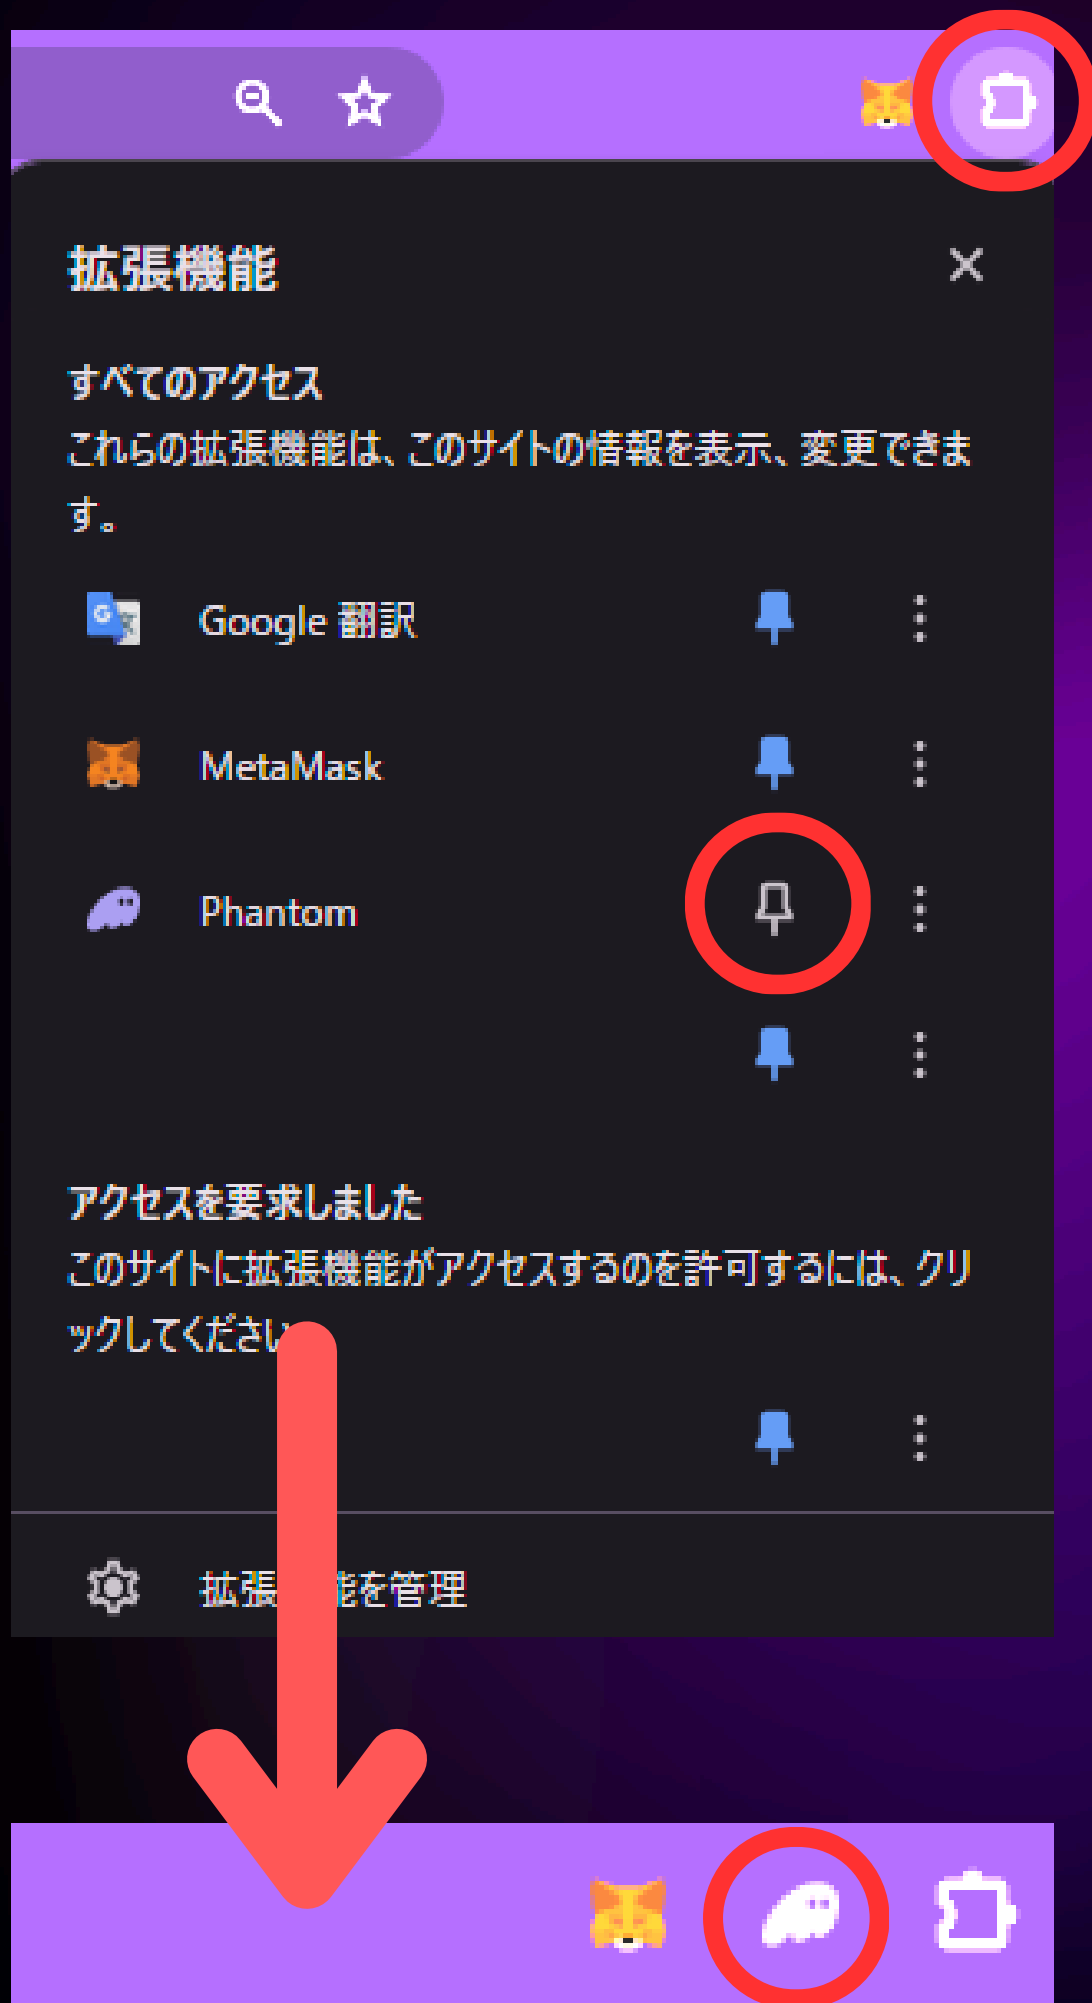 拡張機能
すべてのアクセス
これらの拡張機能は、このサイトの情報を表示、変更できま
す。
Google 翻訳
MetaMask
Phantom
アクセスを要求しました
このサイトに拡張機能がアクセスするのを許可するには、クリ
ックしてください
拡張 能を管理